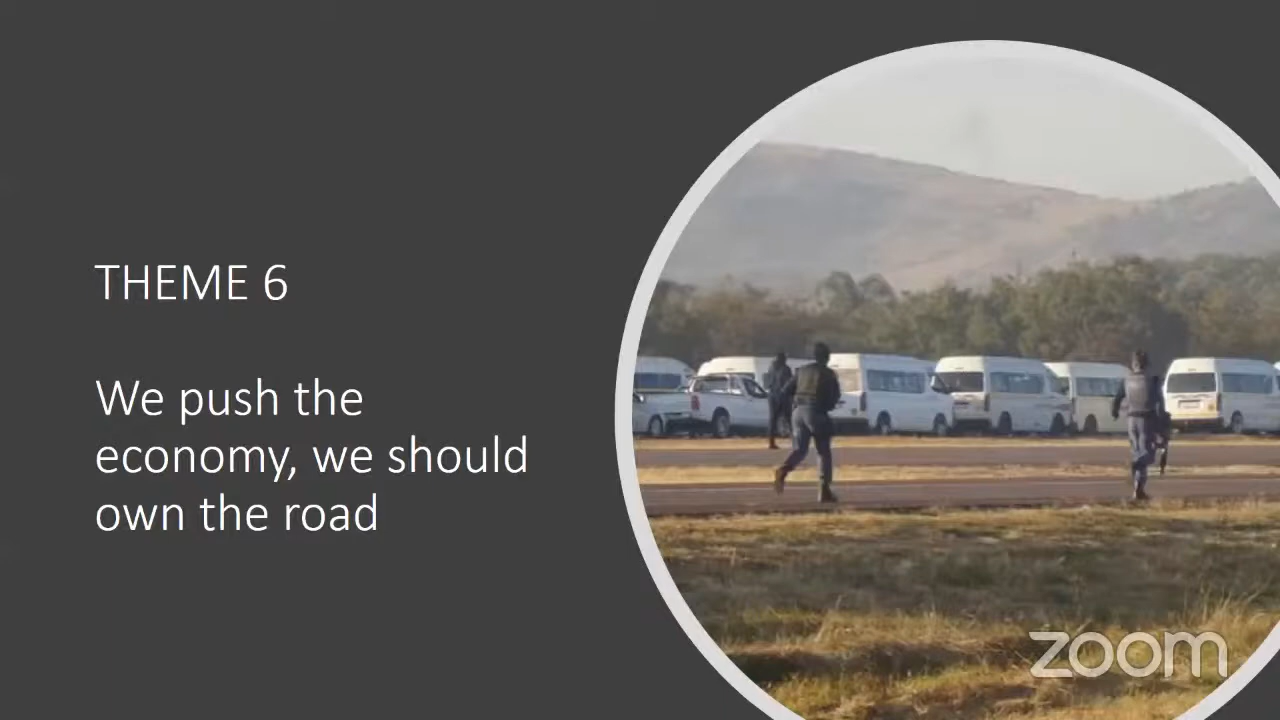 THEME 6
We push the
economy, we should
own the road
zoom